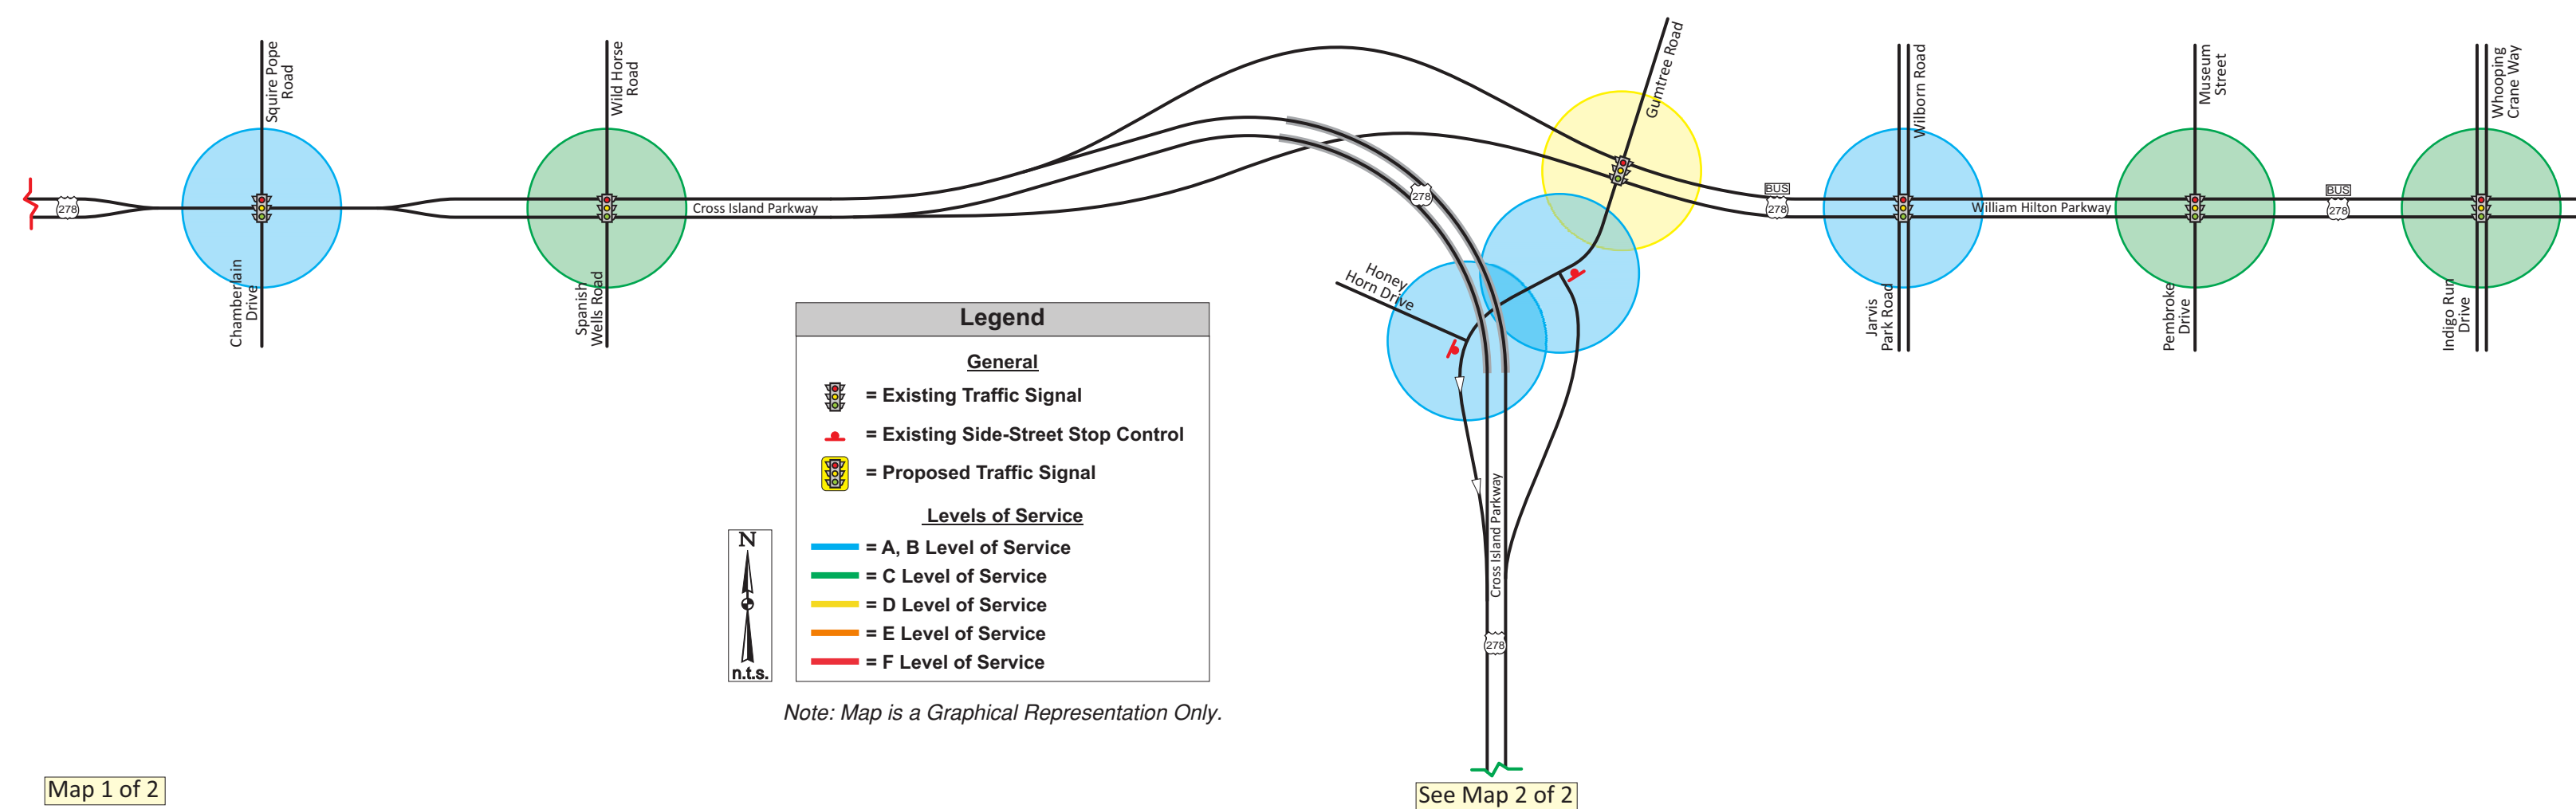 Squire Pope
Road
Wild Horse
Road
Gumtree Road
Wilborn Road
Museum
Street
Whooping
Crane Way
278
Cross Island Parkway
278
BUS
278
William Hilton Parkway
BUS
278
Chamberlain
Drive
Spanish
Wells Road
Honey
Horn Drive
Jarvis
Park Road
Pembroke
Drive
Indigo Run
Drive
Legend
General
= Existing Traffic Signal
= Existing Side-Street Stop Control
= Proposed Traffic Signal
Levels of Service
= A, B Level of Service
= C Level of Service
= D Level of Service
= E Level of Service
= F Level of Service
N
n.t.s.
Cross Island Parkway
278
Note: Map is a Graphical Representation Only.
Map 1 of 2
See Map 2 of 2